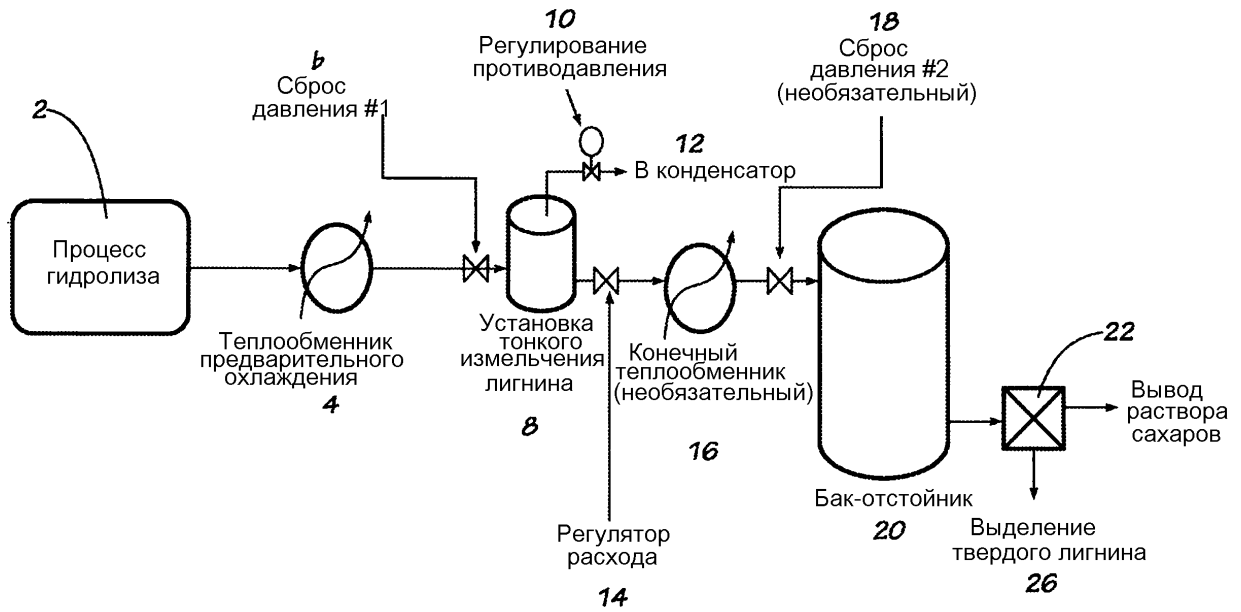 10
Регулирование
противодавления
18
Сброс
давления #2
(необязательный)
6
Сброс
давления #1
2
12
В конденсатор
Процесс
гидролиза
Теплообменник
предварительного
охлаждения
4
Установка
тонкого
измельчения
лигнина
8
Конечный
теплообменник
(необязательный)
16
22
Вывод
раствора
сахаров
Бак-отстойник
20
Регулятор
расхода
14
Выделение
твердого лигнина
26